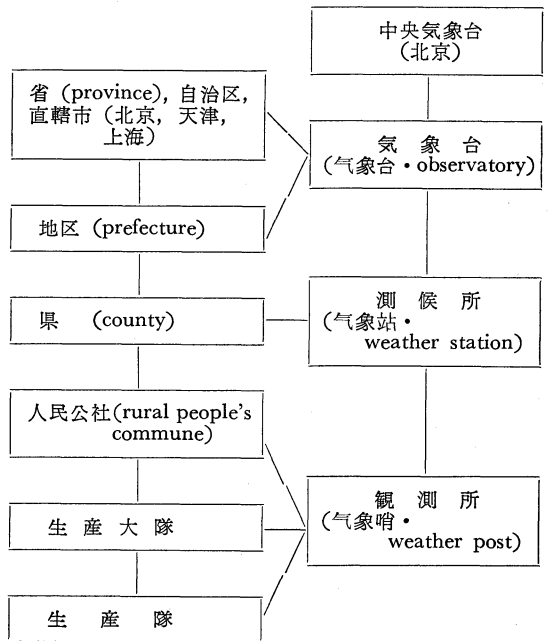 中央気象台
(北京)
省 (province), 自治区,
直轄市 (北京, 天津,
上海)
気象台
(气象台・observatory)
地区 (prefecture)
県 (county)
測候所
(气象站・
weather station)
人民公社(rural people's
commune)
生産大隊
観測所
(气象哨・
weather post)
生産隊